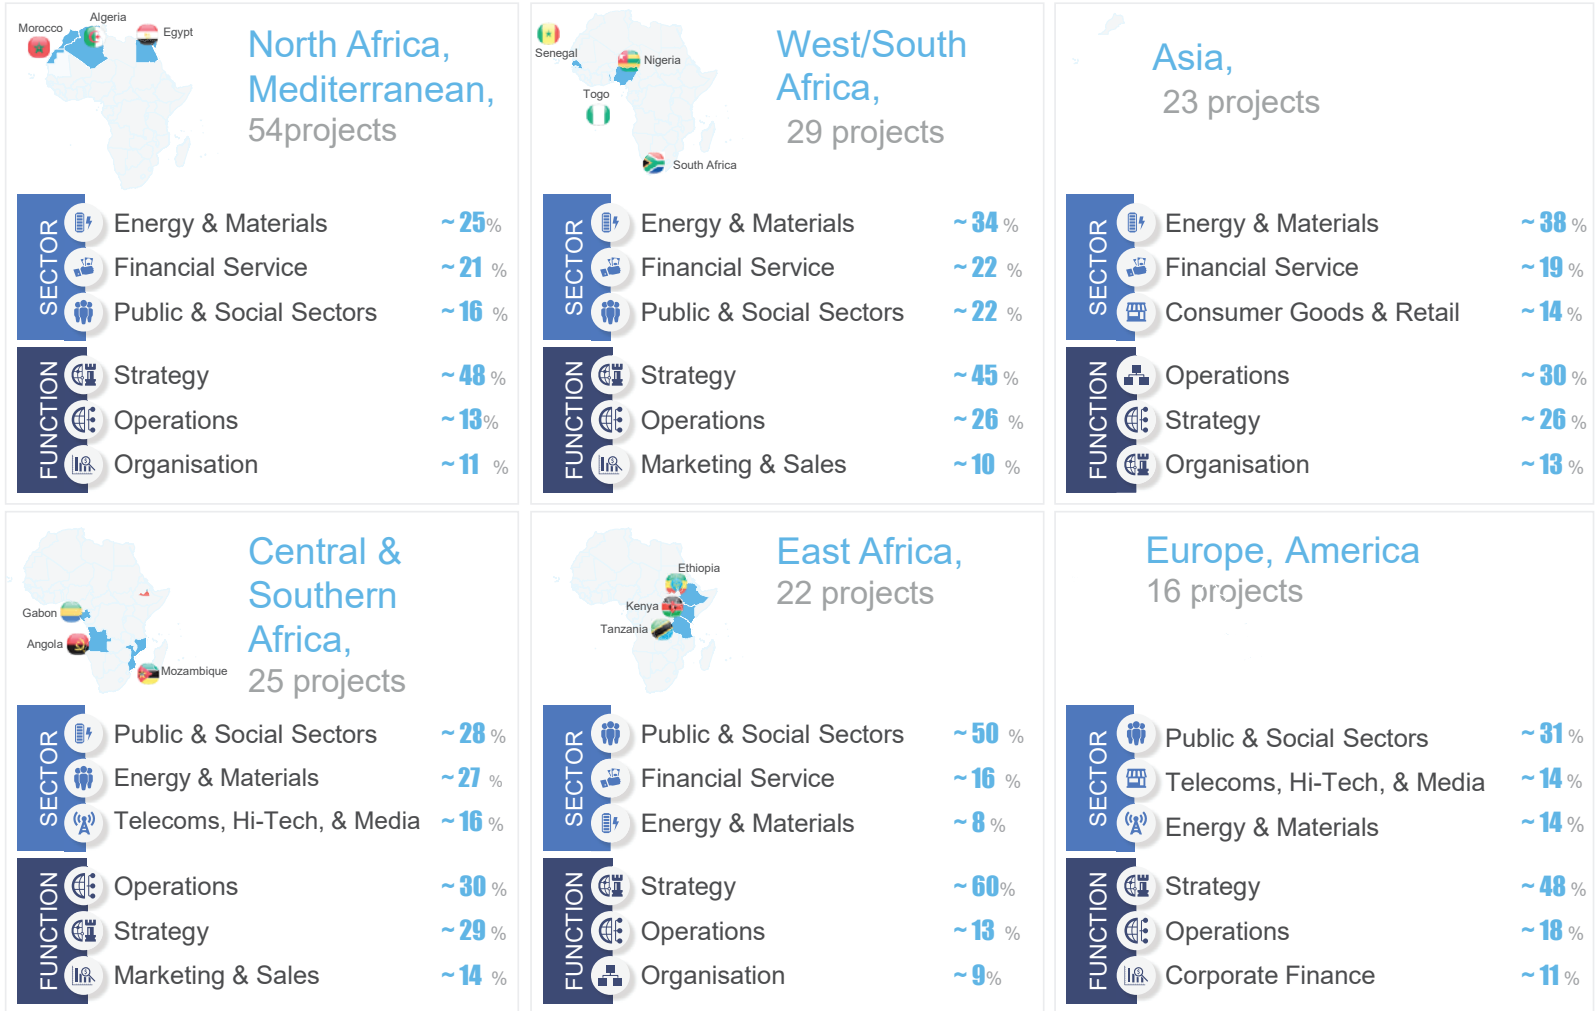 Morocco
Algeria
Egypt
North Africa,
Mediterranean,
54projects
SECTOR
Energy & Materials ~ 25%
Financial Service ~ 21 %
Public & Social Sectors ~ 16 %
FUNCTION
Strategy ~ 48 %
Operations ~ 13%
Organisation ~ 11 %
Senegal
Nigeria
Togo
South Africa
West/South
Africa,
29 projects
SECTOR
Energy & Materials ~ 34 %
Financial Service ~ 22 %
Public & Social Sectors ~ 22 %
FUNCTION
Strategy ~ 45 %
Operations ~ 26 %
Marketing & Sales ~ 10 %
Asia,
23 projects
SECTOR
Energy & Materials ~ 38 %
Financial Service ~ 19 %
Consumer Goods & Retail ~ 14 %
FUNCTION
Operations ~ 30 %
Strategy ~ 26 %
Organisation ~ 13 %
Gabon
Angola
Mozambique
Central &
Southern
Africa,
25 projects
SECTOR
Public & Social Sectors ~ 28 %
Energy & Materials ~ 27 %
Telecoms, Hi-Tech, & Media ~ 16 %
FUNCTION
Operations ~ 30 %
Strategy ~ 29 %
Marketing & Sales ~ 14 %
Ethiopia
Kenya
Tanzania
East Africa,
22 projects
SECTOR
Public & Social Sectors ~ 50 %
Financial Service ~ 16 %
Energy & Materials ~ 8 %
FUNCTION
Strategy ~ 60%
Operations ~ 13 %
Organisation ~ 9%
Europe, America
16 projects
SECTOR
Public & Social Sectors ~ 31 %
Telecoms, Hi-Tech, & Media ~ 14 %
Energy & Materials ~ 14 %
FUNCTION
Strategy ~ 48 %
Operations ~ 18 %
Corporate Finance ~ 11 %